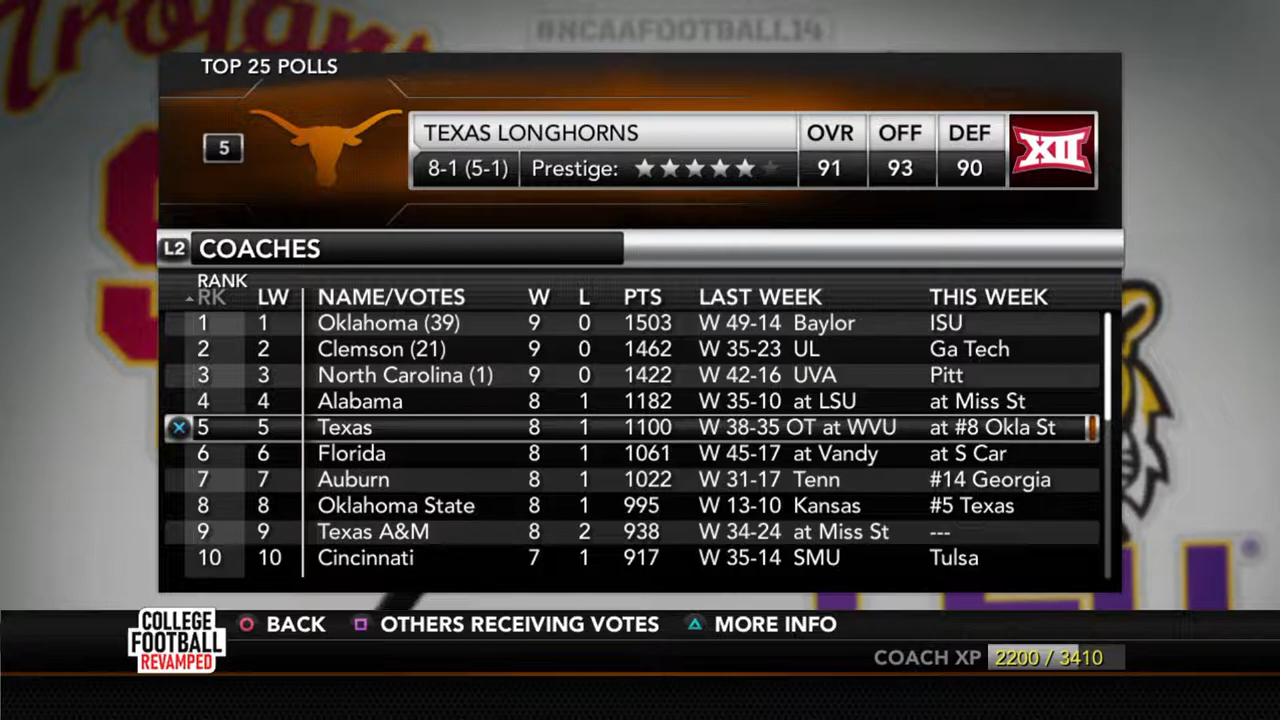 Trojans
#NCAAFOOTBALL14
TOP 25 POLLS
5
TEXAS LONGHORNS OVR OFF DEF
8-1 (5-1) Prestige: 91 93 90
XII
L2 COACHES
RANK
RK LW NAME/VOTES W L PTS LAST WEEK THIS WEEK
1 1 Oklahoma (39) 9 0 1503 W 49-14 Baylor ISU
2 2 Clemson (21) 9 0 1462 W 35-23 UL Ga Tech
3 3 North Carolina (1) 9 0 1422 W 42-16 UVA Pitt
4 4 Alabama 8 1 1182 W 35-10 at LSU at Miss St
5 5 Texas 8 1 1100 W 38-35 OT at WVU at #8 Okla St
6 6 Florida 8 1 1061 W 45-17 at Vandy at S Car
7 7 Auburn 8 1 1022 W 31-17 Tenn #14 Georgia
8 8 Oklahoma State 8 1 995 W 13-10 Kansas #5 Texas
9 9 Texas A&M 8 2 938 W 34-24 at Miss St ---
10 10 Cincinnati 7 1 917 W 35-14 SMU Tulsa
COLLEGE
FOOTBALL
REVAMPED
BACK OTHERS RECEIVING VOTES MORE INFO
COACH XP 2200 / 3410